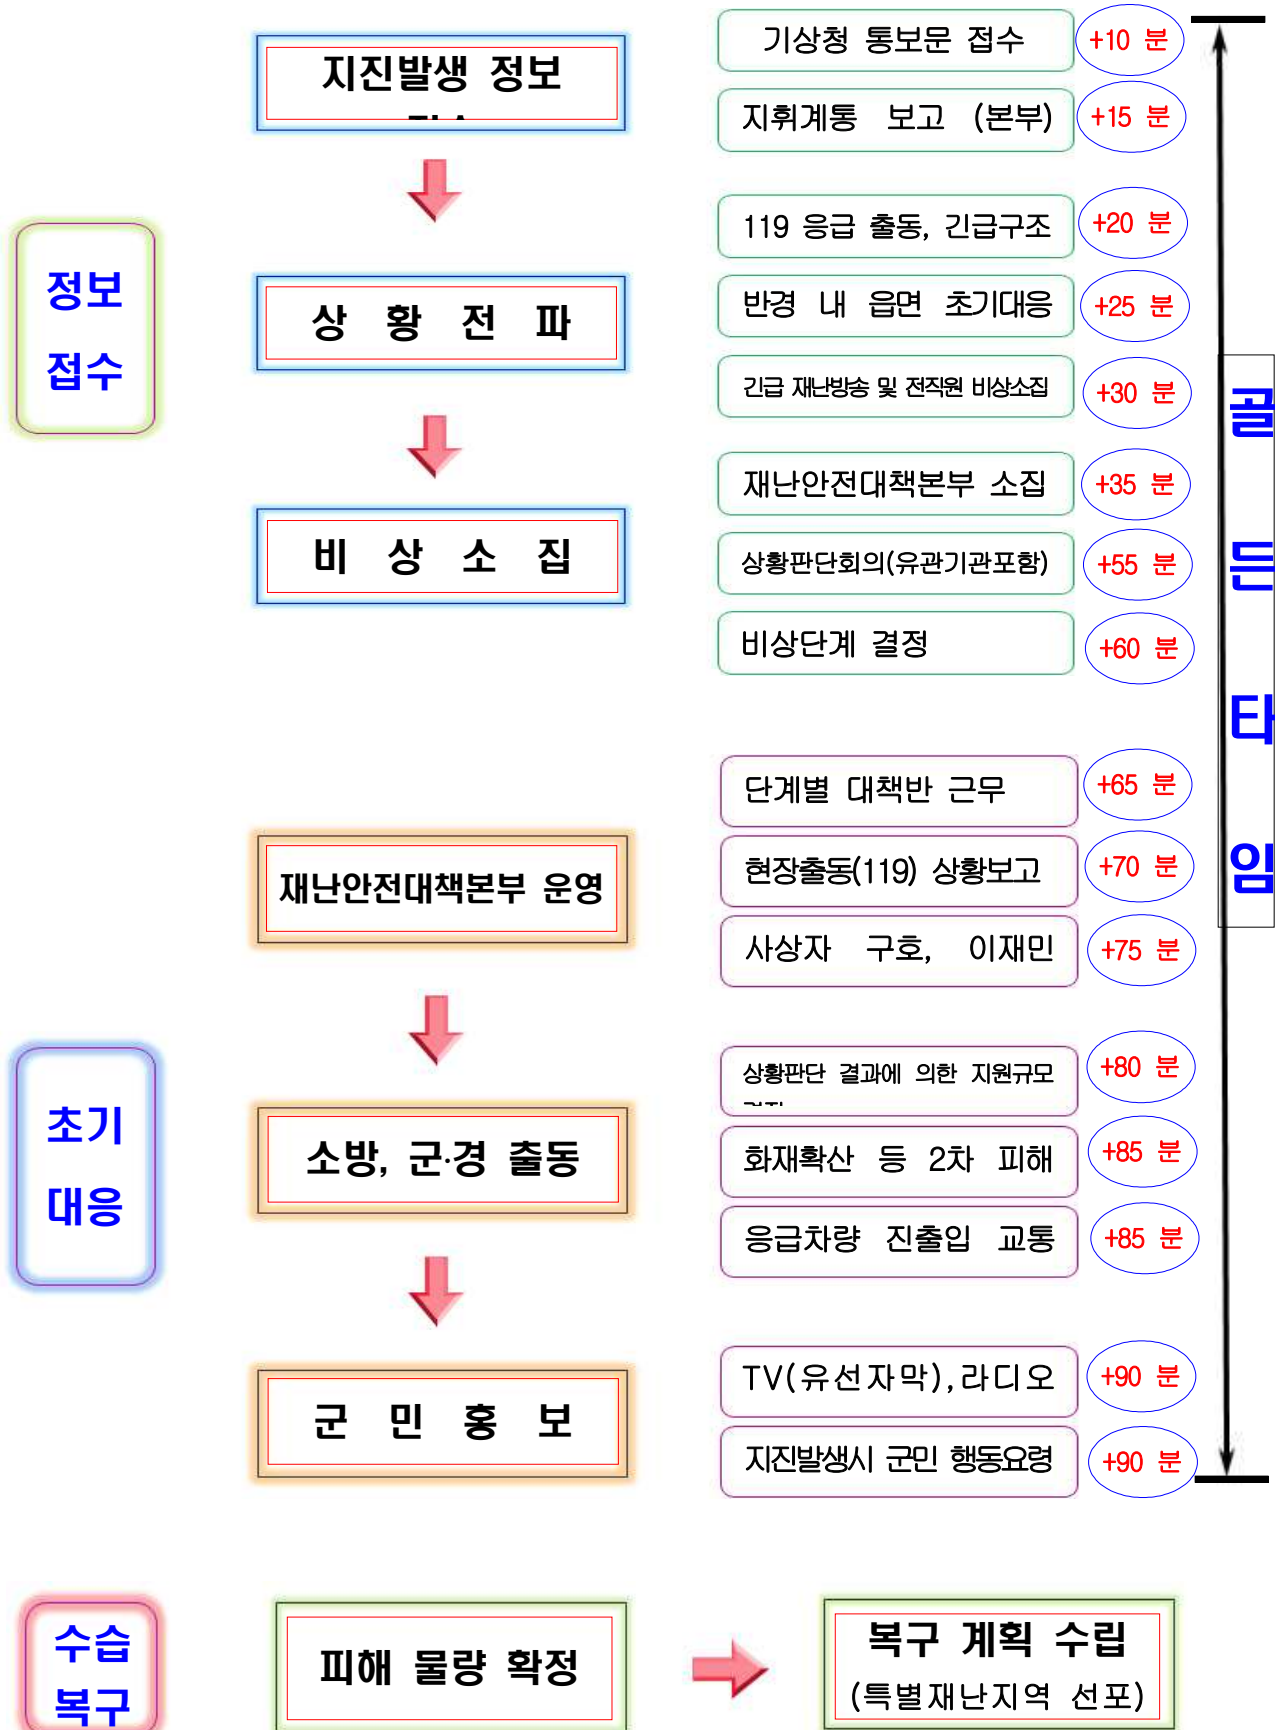 지진발생 정보
기상청 통보문 접수
+10 분
지휘계통 보고 (본부)
+15 분
정보
접수
상 황 전 파
119 응급 출동, 긴급구조
+20 분
반경 내 읍면 초기대응
+25 분
긴급 재난방송 및 전직원 비상소집
+30 분
비 상 소 집
재난안전대책본부 소집
+35 분
상황판단회의(유관기관포함)
+55 분
비상단계 결정
+60 분
골
든
타
임
재난안전대책본부 운영
단계별 대책반 근무
+65 분
현장출동(119) 상황보고
+70 분
사상자 구호, 이재민
+75 분
초기
대응
소방, 군·경 출동
상황판단 결과에 의한 지원규모
+80 분
화재확산 등 2차 피해
+85 분
응급차량 진출입 교통
+85 분
군 민 홍 보
TV(유선자막),라디오
+90 분
지진발생시 군민 행동요령
+90 분
수습
복구
피해 물량 확정
복구 계획 수립
(특별재난지역 선포)